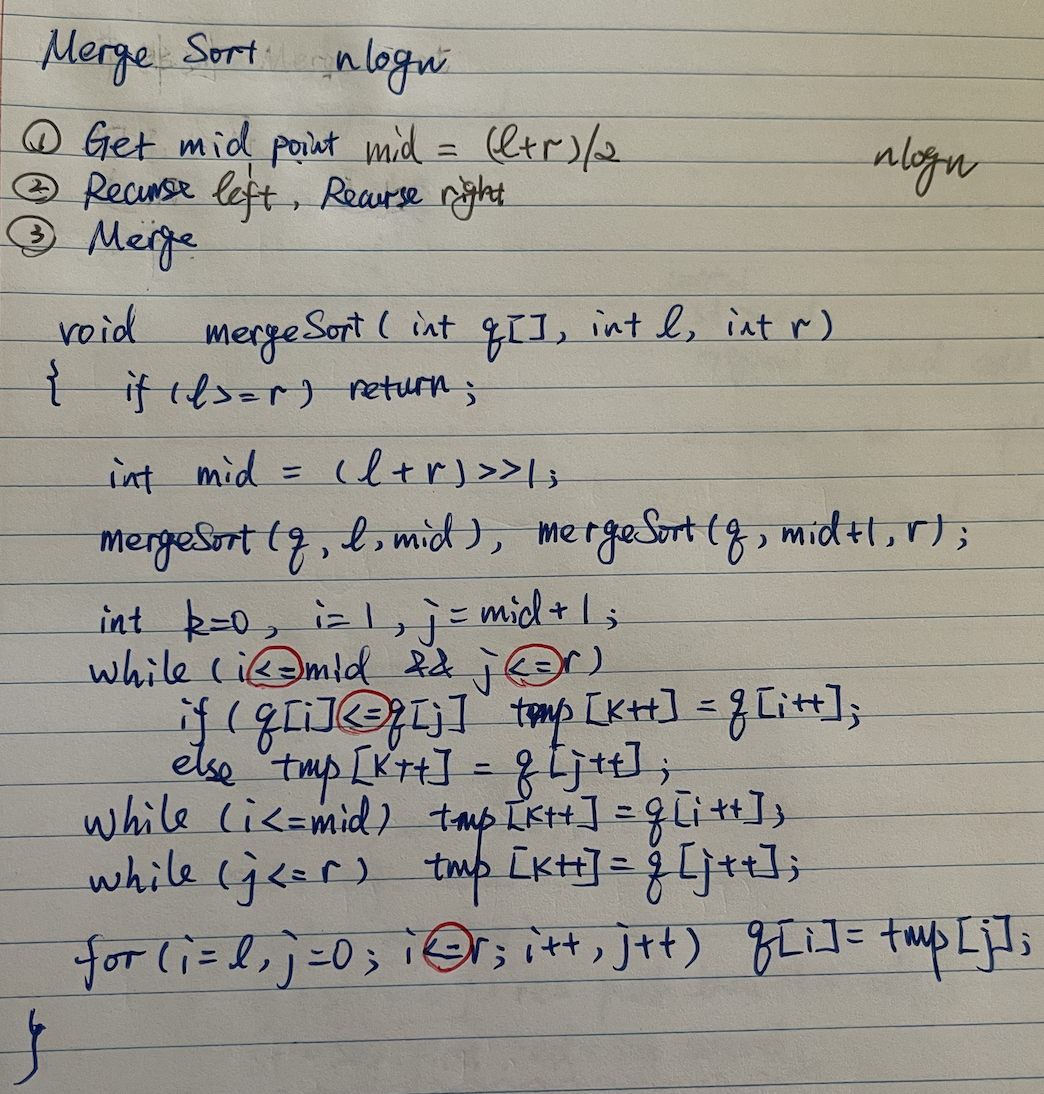 Merge Sort nlogn
① Get mid point mid = (l+r)/2 nlogn
② Recurse left, Recurse right
③ Merge
void mergeSort( int q[], int l, int r)
{ if (l>=r) return;
int mid = (l+r)>>1;
mergeSort(q, l, mid), mergeSort(q, mid+1, r);
int k=0, i=1, j=mid+1;
while (i<=mid && j<=r)
if (q[i]<=q[j] tmp[k++] = q[i++];
else tmp[k++] = q[j++];
while (i<=mid) tmp[k++] = q[i++];
while (j<=r) tmp[k++] = q[j++];
for (i=l, j=0; i<=r; i++, j++) q[i] = tmp[j];
}